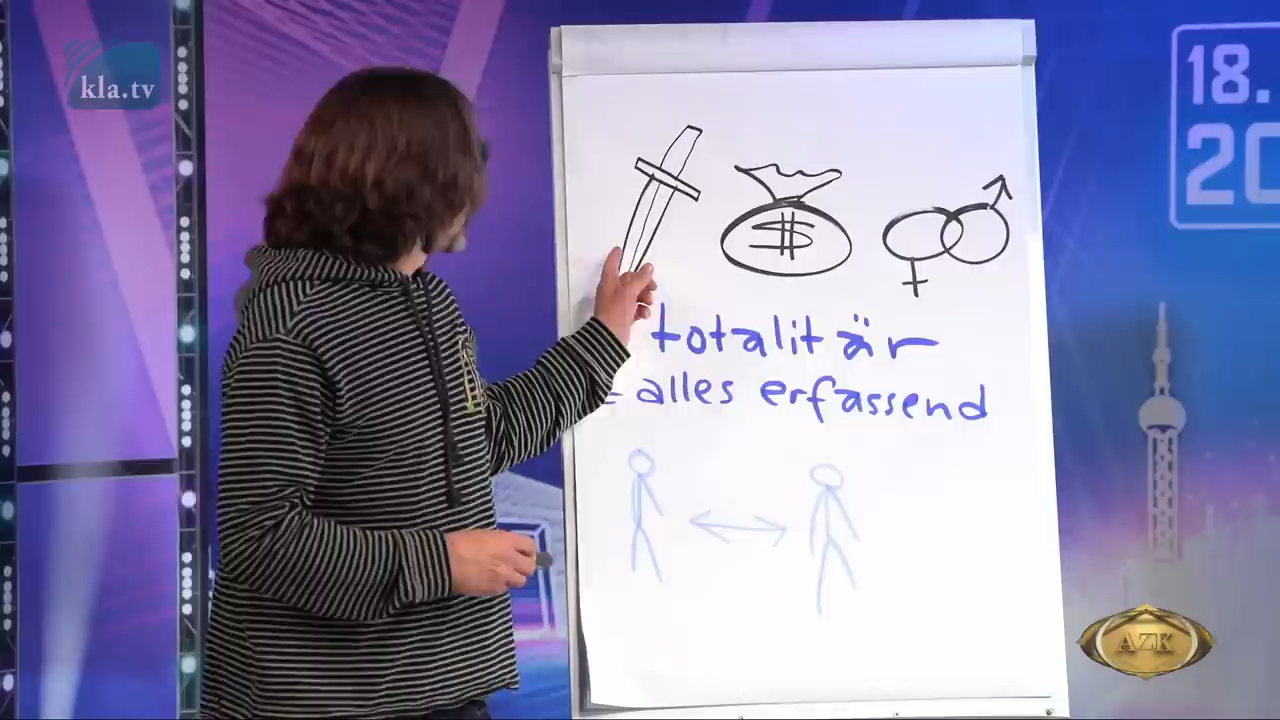 kla.tv
18.
20
$
totalitär
= alles erfassend
AZK